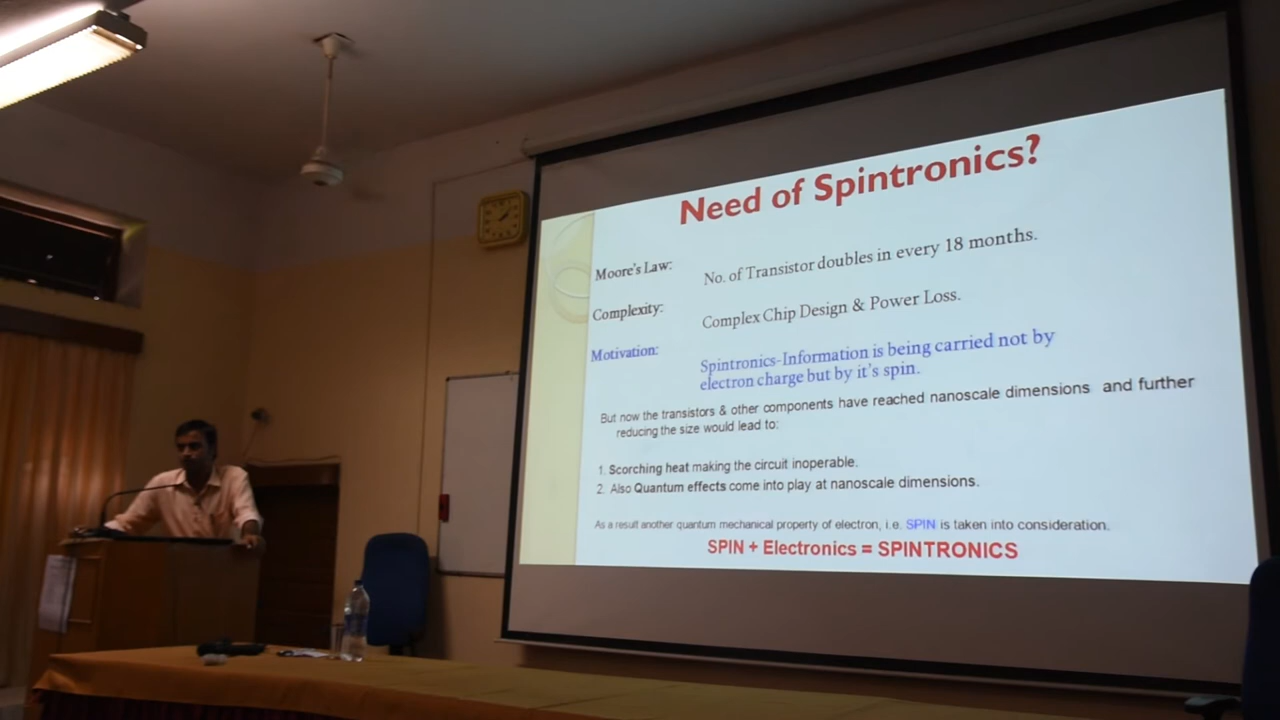 Need of Spintronics?
Moore's Law: No. of Transistor doubles in every 18 months.
Complexity: Complex Chip Design & Power Loss.
Motivation: Spintronics-Information is being carried not by
electron charge but by it's spin.
But now the transistors & other components have reached nanoscale dimensions and further
reducing the size would lead to:
1. Scorching heat making the circuit inoperable.
2. Also Quantum effects come into play at nanoscale dimensions.
As a result another quantum mechanical property of electron, i.e. SPIN is taken into consideration.
SPIN + Electronics = SPINTRONICS